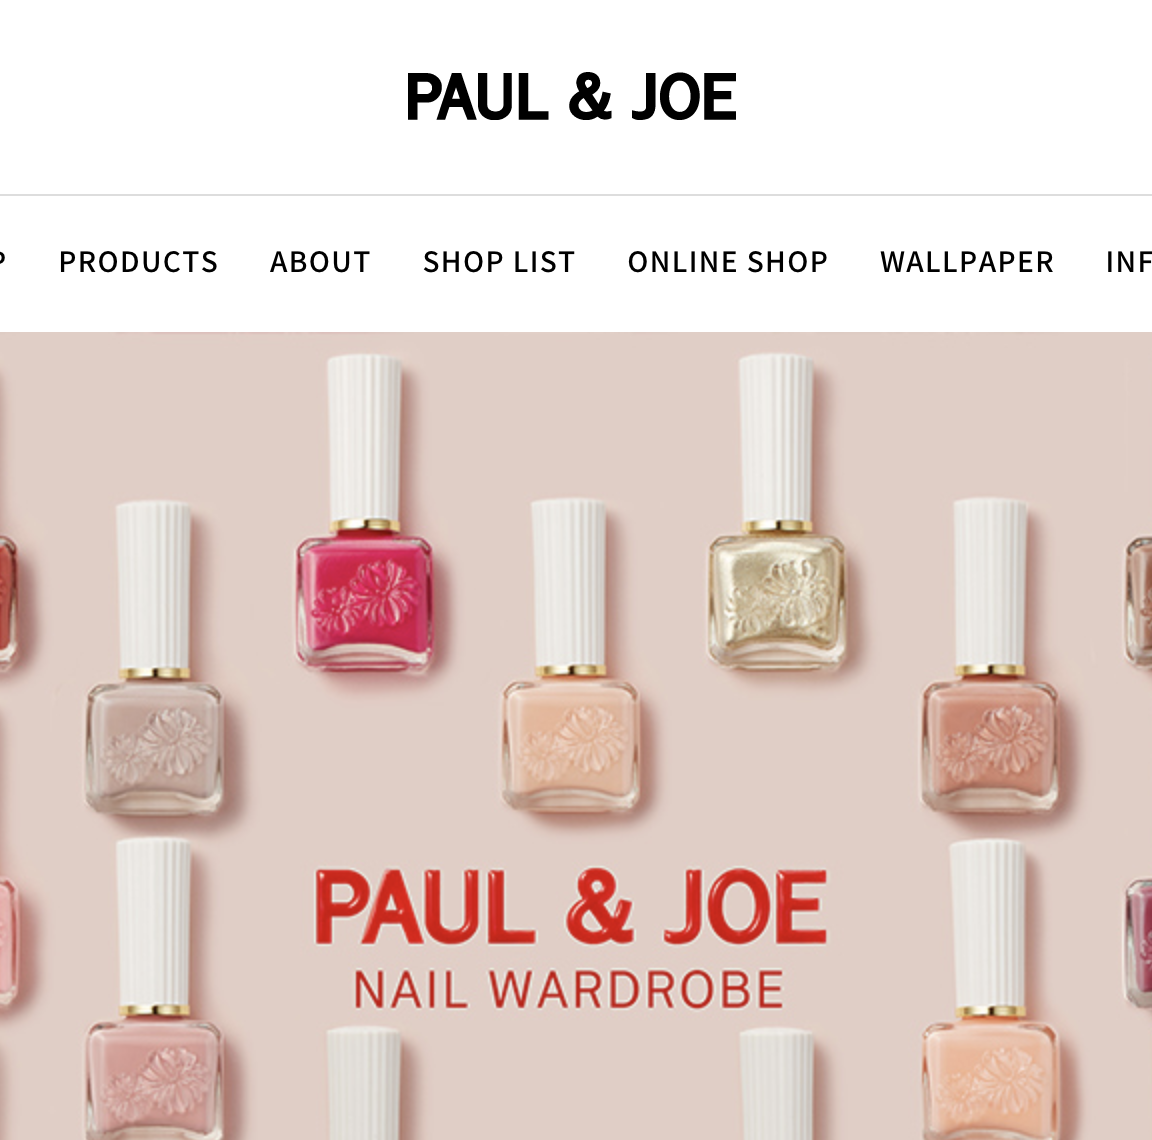 PAUL & JOE
P PRODUCTS ABOUT SHOP LIST ONLINE SHOP WALLPAPER INF
PAUL & JOE
NAIL WARDROBE